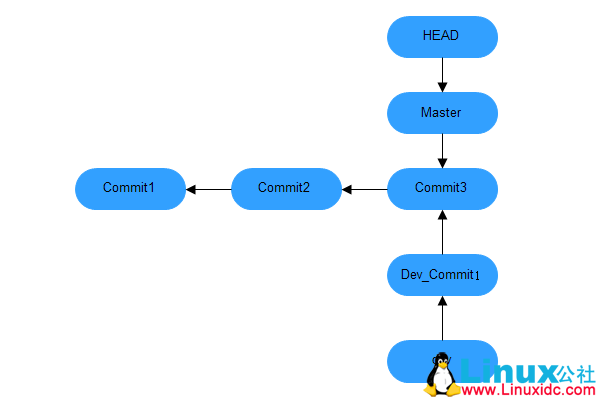 HEAD
Master
Commit1
Commit2
Commit3
Dev_Commit1
Linux公社
www.Linuxidc.com